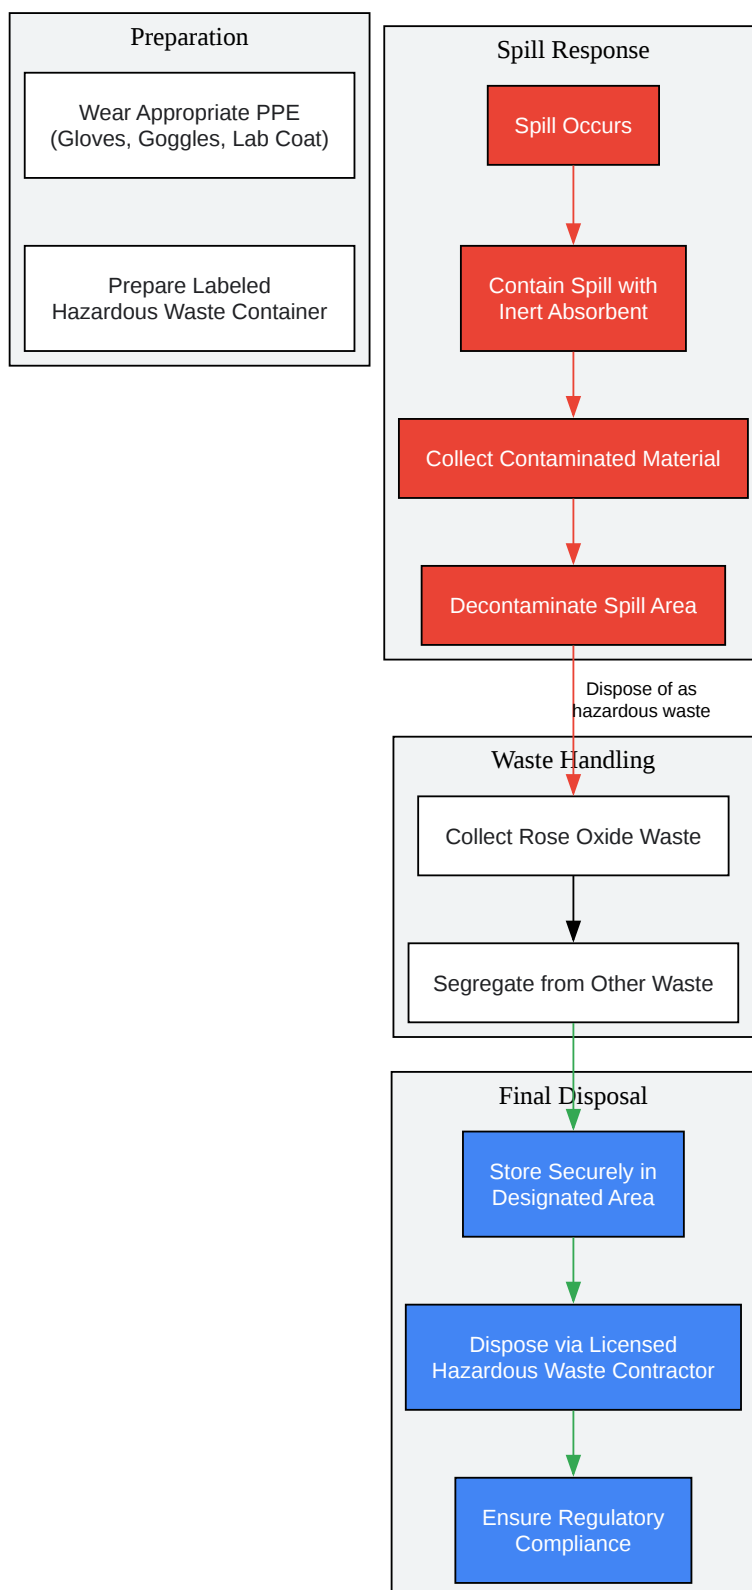 Preparation
Wear Appropriate PPE
(Gloves, Goggles, Lab Coat)
Prepare Labeled
Hazardous Waste Container
Spill Response
Spill Occurs
Contain Spill with
Inert Absorbent
Collect Contaminated Material
Decontaminate Spill Area
Dispose of as
hazardous waste
Waste Handling
Collect Rose Oxide Waste
Segregate from Other Waste
Final Disposal
Store Securely in
Designated Area
Dispose via Licensed
Hazardous Waste Contractor
Ensure Regulatory
Compliance